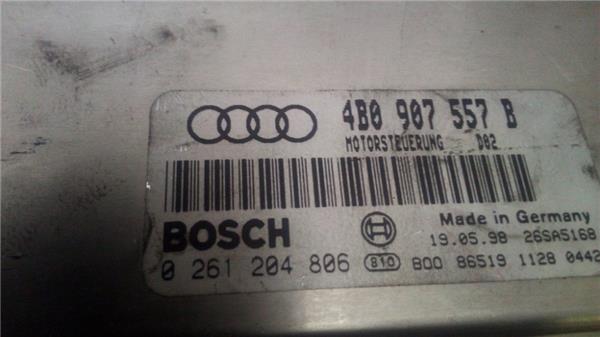 4B0 907 557 B
MOTORSTEUERUNG D02
BOSCH
Made in Germany
19.05.98 26SA5168
0 261 204 806 810 800 86519 1128 0442